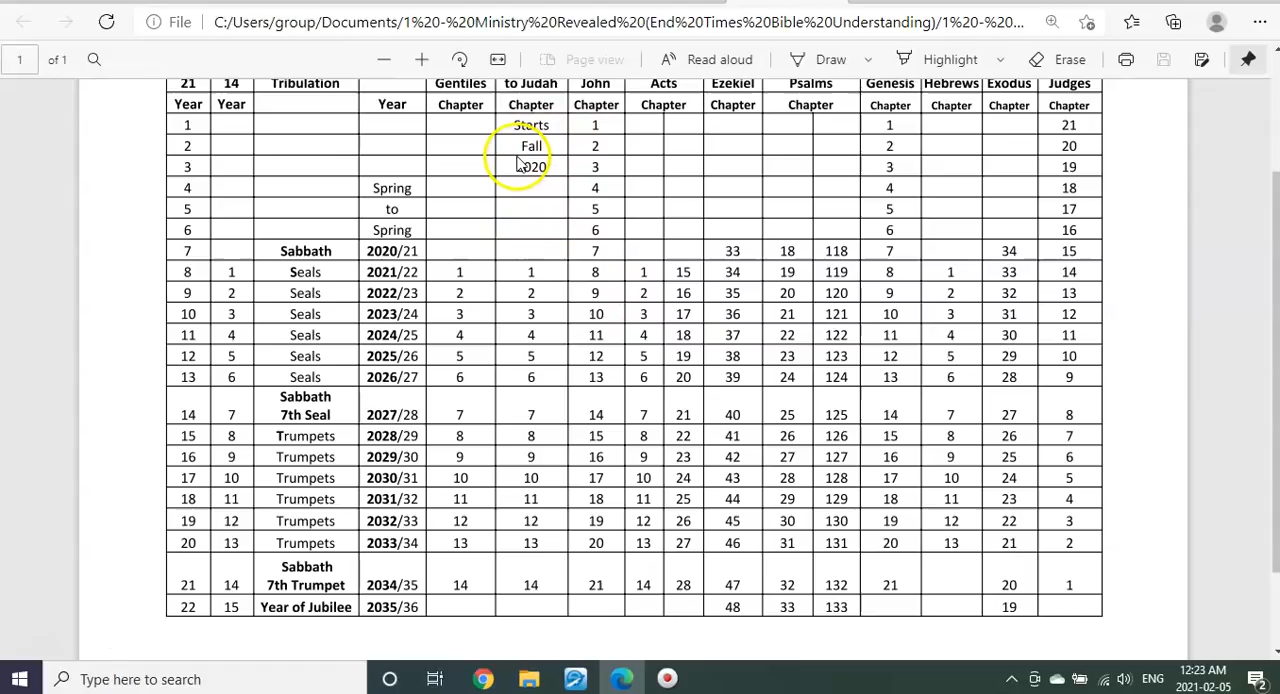 File
C:/Users/group/Documents/1%20-%20Ministry%20Revealed%20(End%20Times%20Bible%20Understanding)/1%20-%20...
1 of 1 Page view Read aloud Draw Highlight Erase
21 14 Tribulation Gentiles to Judah John Acts Ezekiel Psalms Genesis Hebrews Exodus Judges
Year Year Year Chapter Chapter Chapter Chapter Chapter Chapter Chapter Chapter Chapter Chapter
1 Starts 1 1 21
2 Fall 2 2 20
3 2020 3 3 19
4 Spring 4 4 18
5 to 5 5 17
6 Spring 6 6 16
7 Sabbath 2020/21 7 33 18 118 7 34 15
8 1 Seals 2021/22 1 1 8 1 15 34 19 119 8 1 33 14
9 2 Seals 2022/23 2 2 9 2 16 35 20 120 9 2 32 13
10 3 Seals 2023/24 3 3 10 3 17 36 21 121 10 3 31 12
11 4 Seals 2024/25 4 4 11 4 18 37 22 122 11 4 30 11
12 5 Seals 2025/26 5 5 12 5 19 38 23 123 12 5 29 10
13 6 Seals 2026/27 6 6 13 6 20 39 24 124 13 6 28 9
Sabbath
14 7 7th Seal 2027/28 7 7 14 7 21 40 25 125 14 7 27 8
15 8 Trumpets 2028/29 8 8 15 8 22 41 26 126 15 8 26 7
16 9 Trumpets 2029/30 9 9 16 9 23 42 27 127 16 9 25 6
17 10 Trumpets 2030/31 10 10 17 10 24 43 28 128 17 10 24 5
18 11 Trumpets 2031/32 11 11 18 11 25 44 29 129 18 11 23 4
19 12 Trumpets 2032/33 12 12 19 12 26 45 30 130 19 12 22 3
20 13 Trumpets 2033/34 13 13 20 13 27 46 31 131 20 13 21 2
Sabbath
21 14 7th Trumpet 2034/35 14 14 21 14 28 47 32 132 21 20 1
22 15 Year of Jubilee 2035/36 48 33 133 19
Type here to search
ENG
12:23 AM
2021-02-05
2